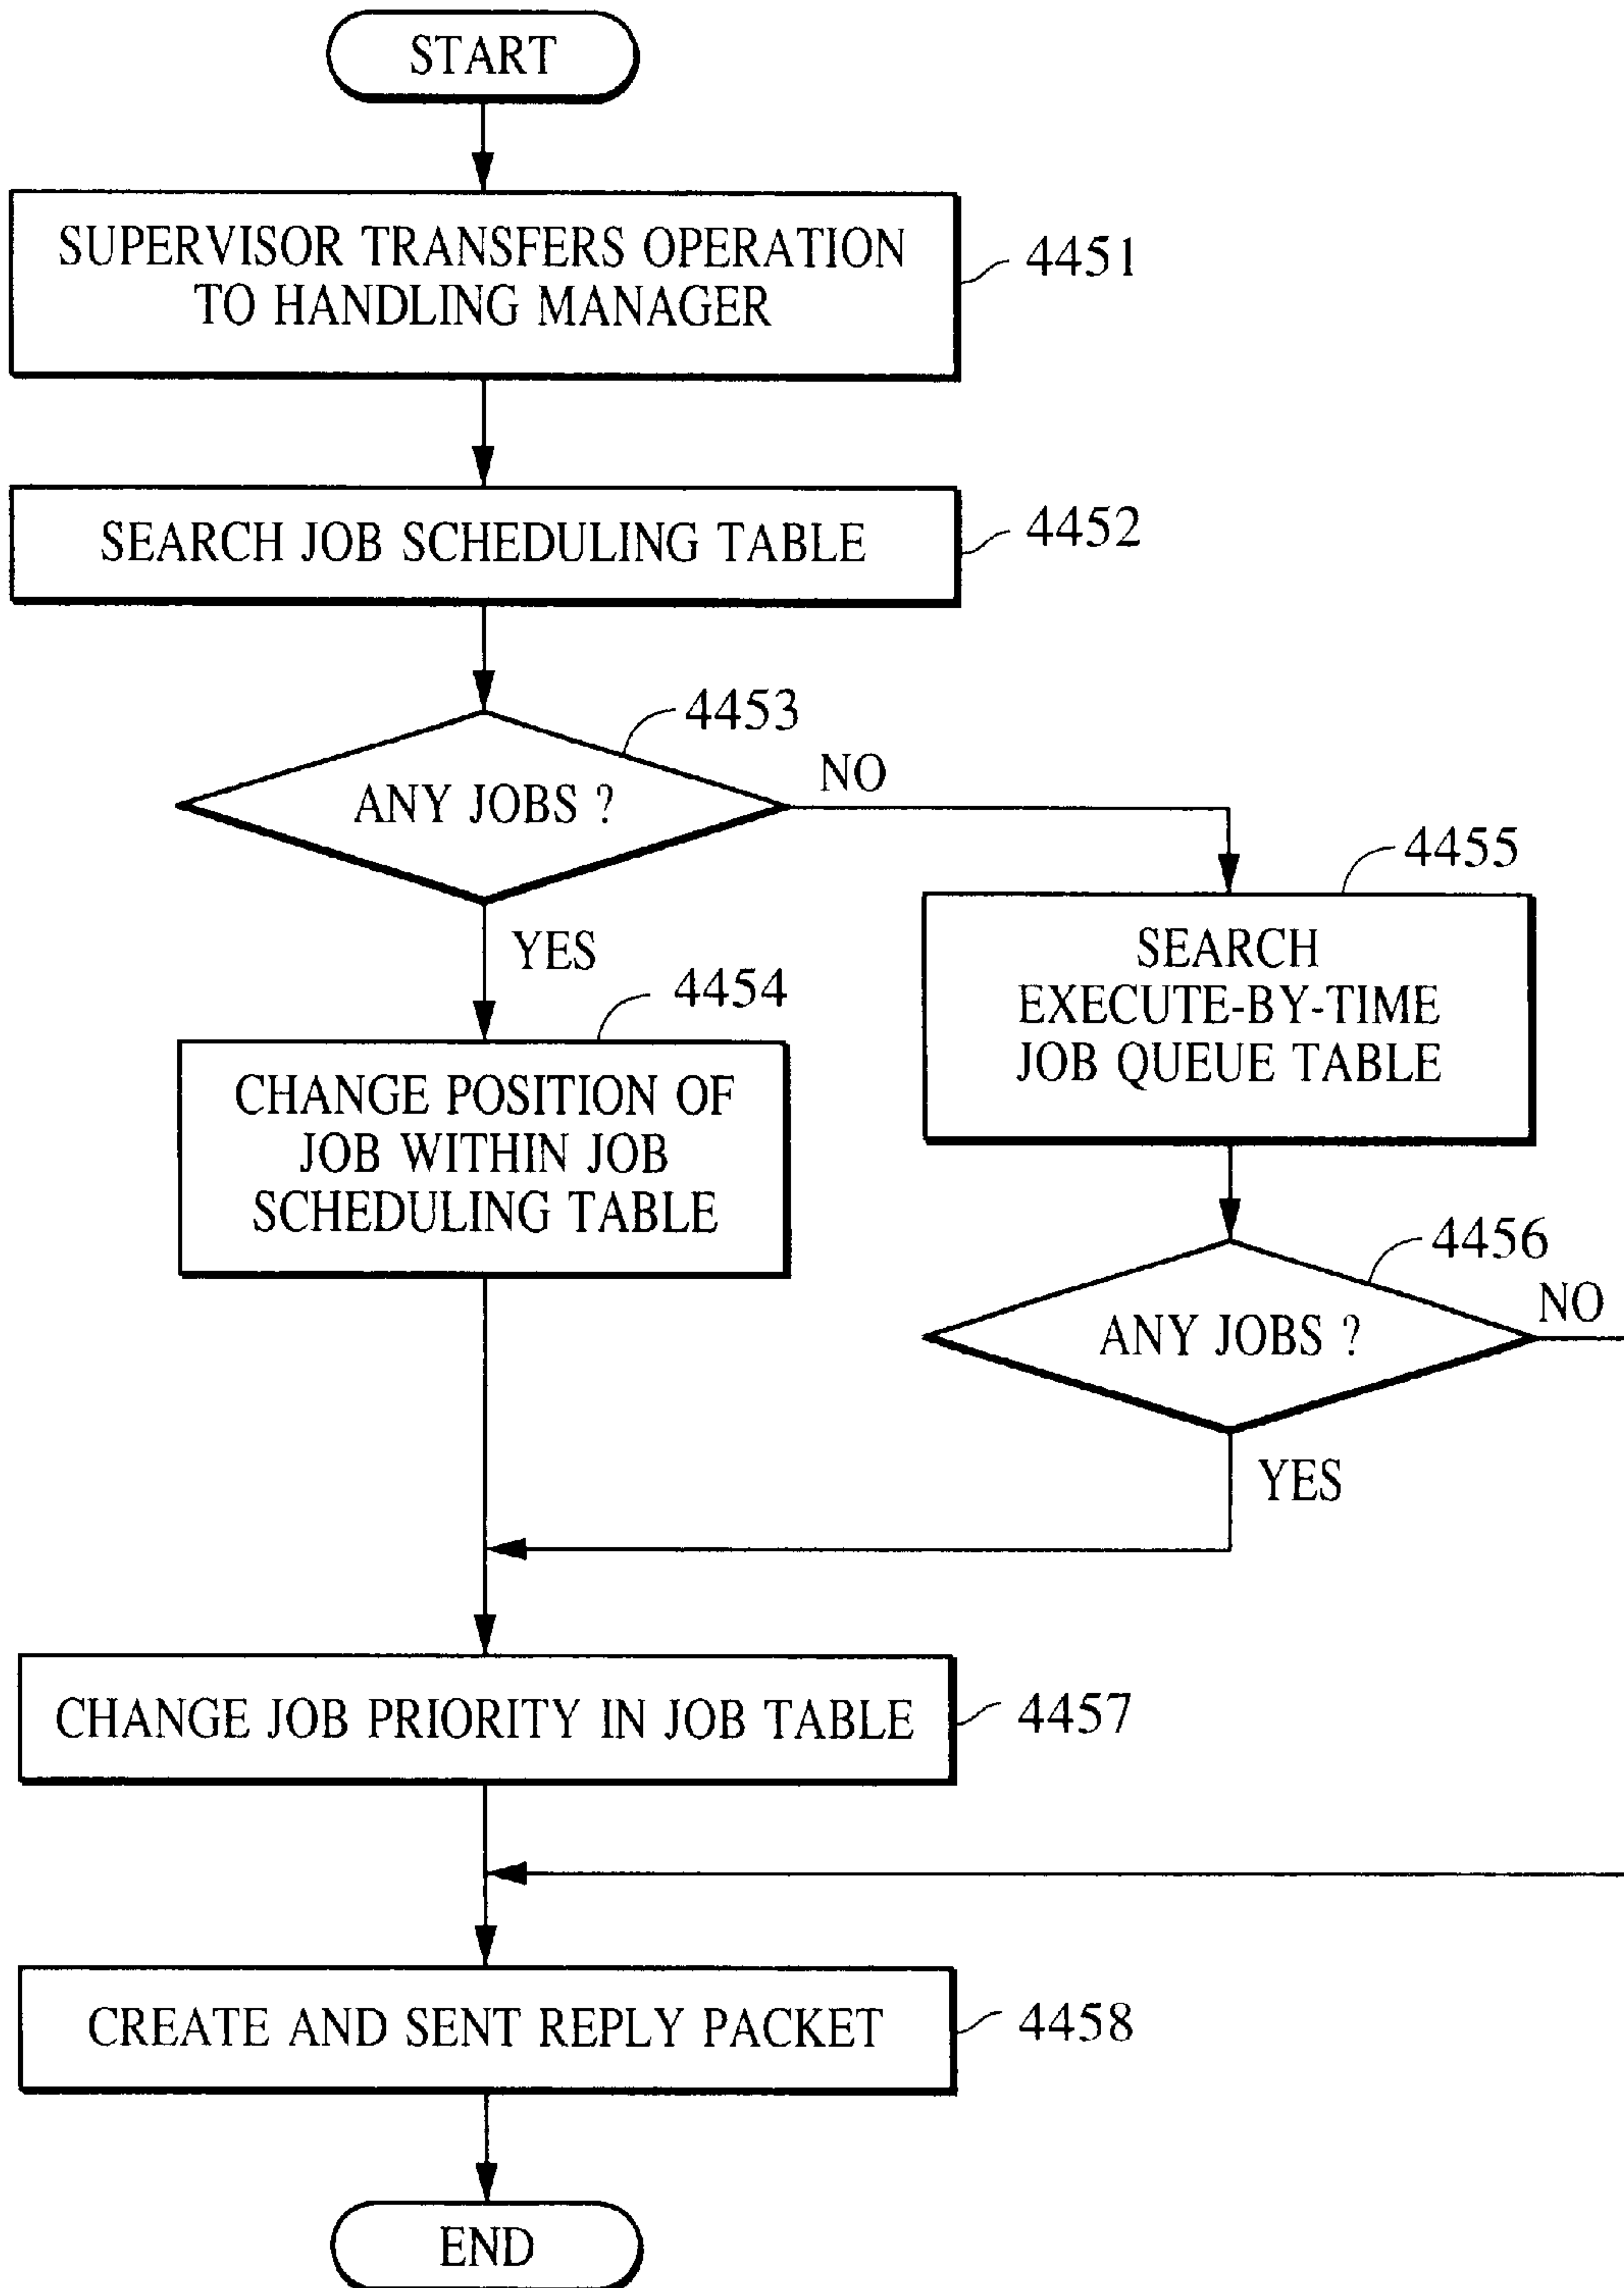 START
SUPERVISOR TRANSFERS OPERATION
TO HANDLING MANAGER
4451
SEARCH JOB SCHEDULING TABLE
4452
4453
ANY JOBS ?
NO
YES
4454
CHANGE POSITION OF
JOB WITHIN JOB
SCHEDULING TABLE
4455
SEARCH
EXECUTE-BY-TIME
JOB QUEUE TABLE
4456
ANY JOBS ?
NO
YES
CHANGE JOB PRIORITY IN JOB TABLE
4457
CREATE AND SENT REPLY PACKET
4458
END